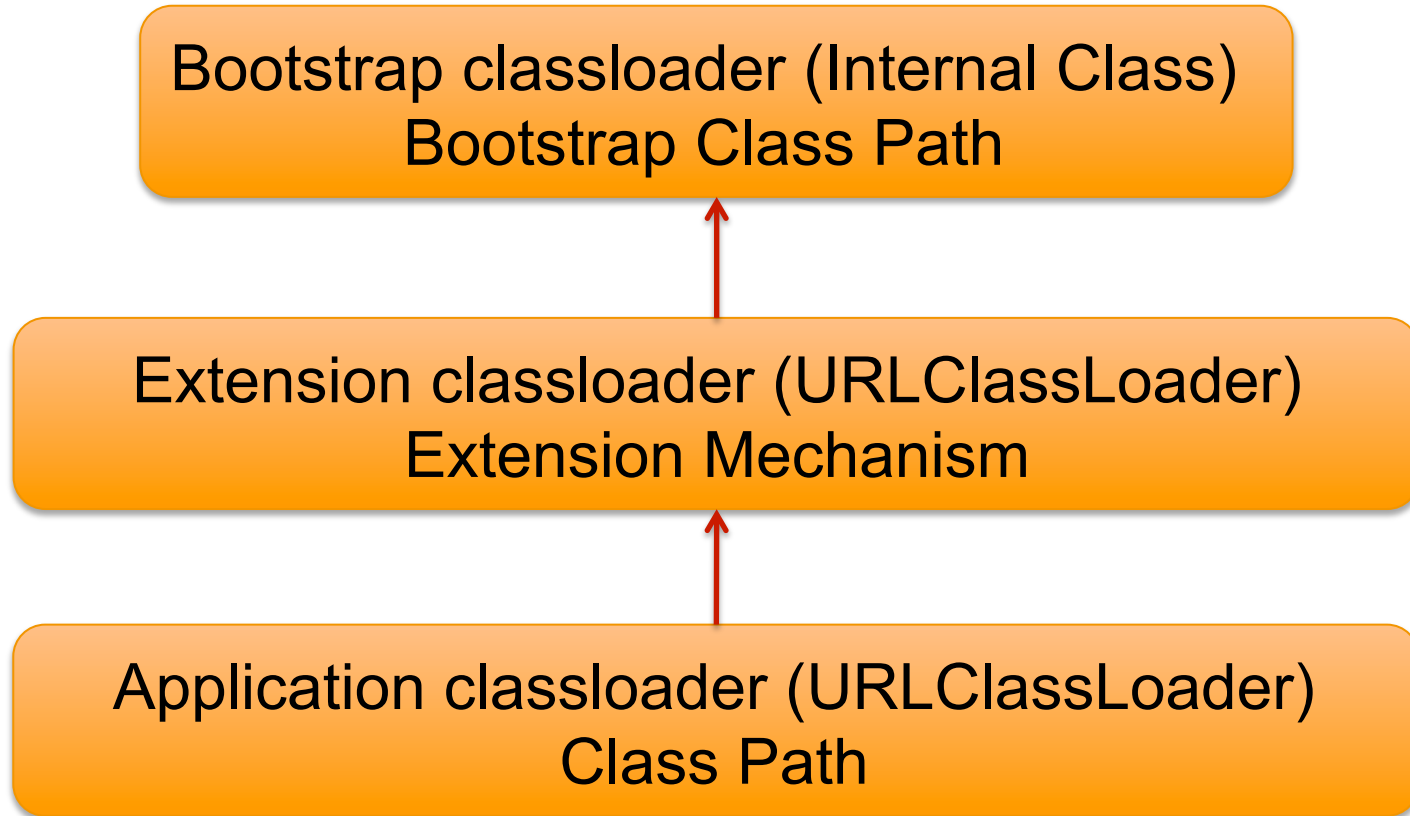 Bootstrap classloader (Internal Class)
Bootstrap Class Path
Extension classloader (URLClassLoader)
Extension Mechanism
Application classloader (URLClassLoader)
Class Path